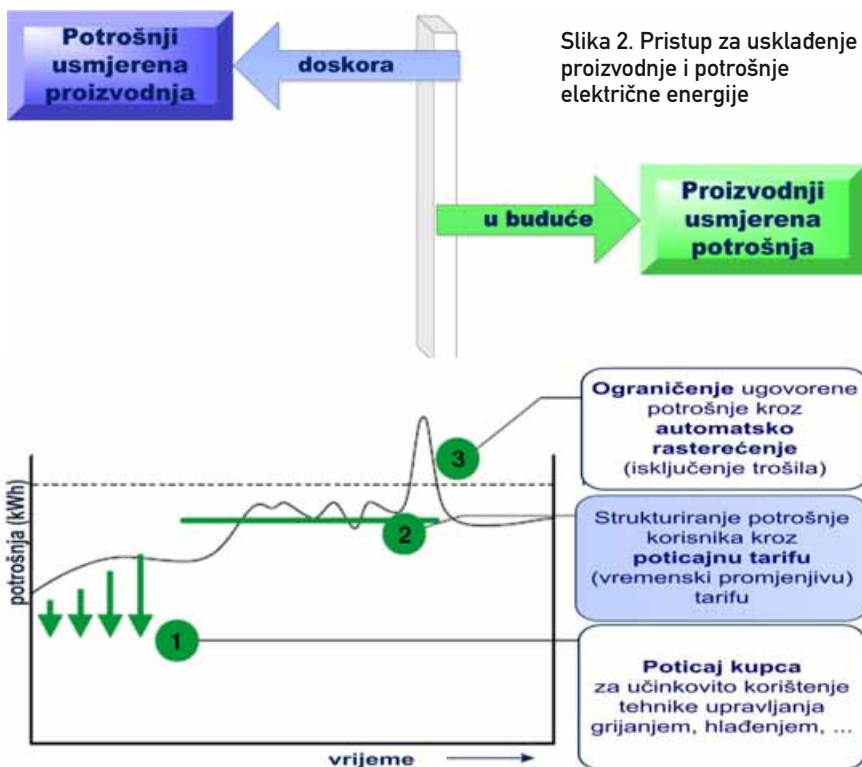 Potrošnji
usmjerena
proizvodnja
doskora
Slika 2. Pristup za usklađenje
proizvodnje i potrošnje
električne energije
u buduće
Proizvodnji
usmjerena
potrošnja
potrošnja (kWh)
3
2
1
vrijeme
Ograničenje ugovorene
potrošnje kroz
automatsko
rasterećenje
(isključenje trošila)
Strukturiranje potrošnje
korisnika kroz
poticajnu tarifu
(vremenski promjenjivu)
tarifu
Poticaj kupca
za učinkovito korištenje
tehnike upravljanja
grijanjem, hlađenjem, ...